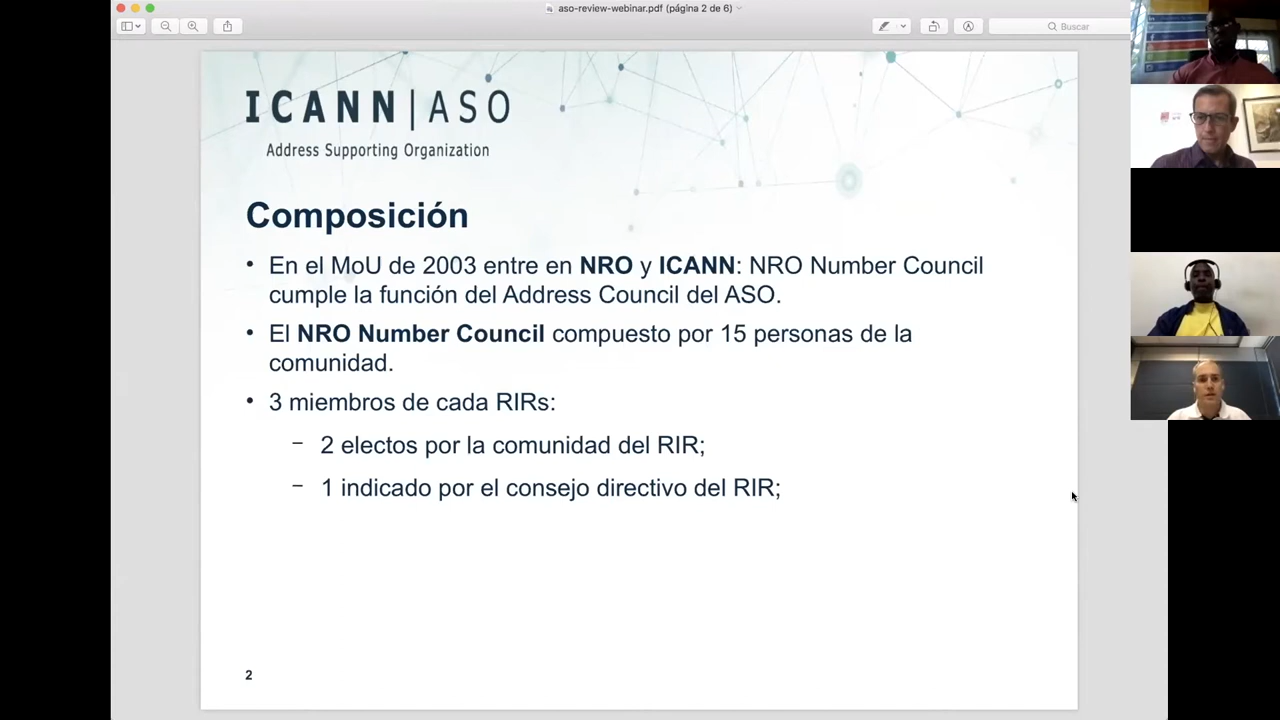 aso-review-webinar.pdf (página 2 de 6)
Buscar
ICANN|ASO
Address Supporting Organization
Composición
• En el MoU de 2003 entre en NRO y ICANN: NRO Number Council
cumple la función del Address Council del ASO.
• El NRO Number Council compuesto por 15 personas de la
comunidad.
• 3 miembros de cada RIRs:
– 2 electos por la comunidad del RIR;
– 1 indicado por el consejo directivo del RIR;
2